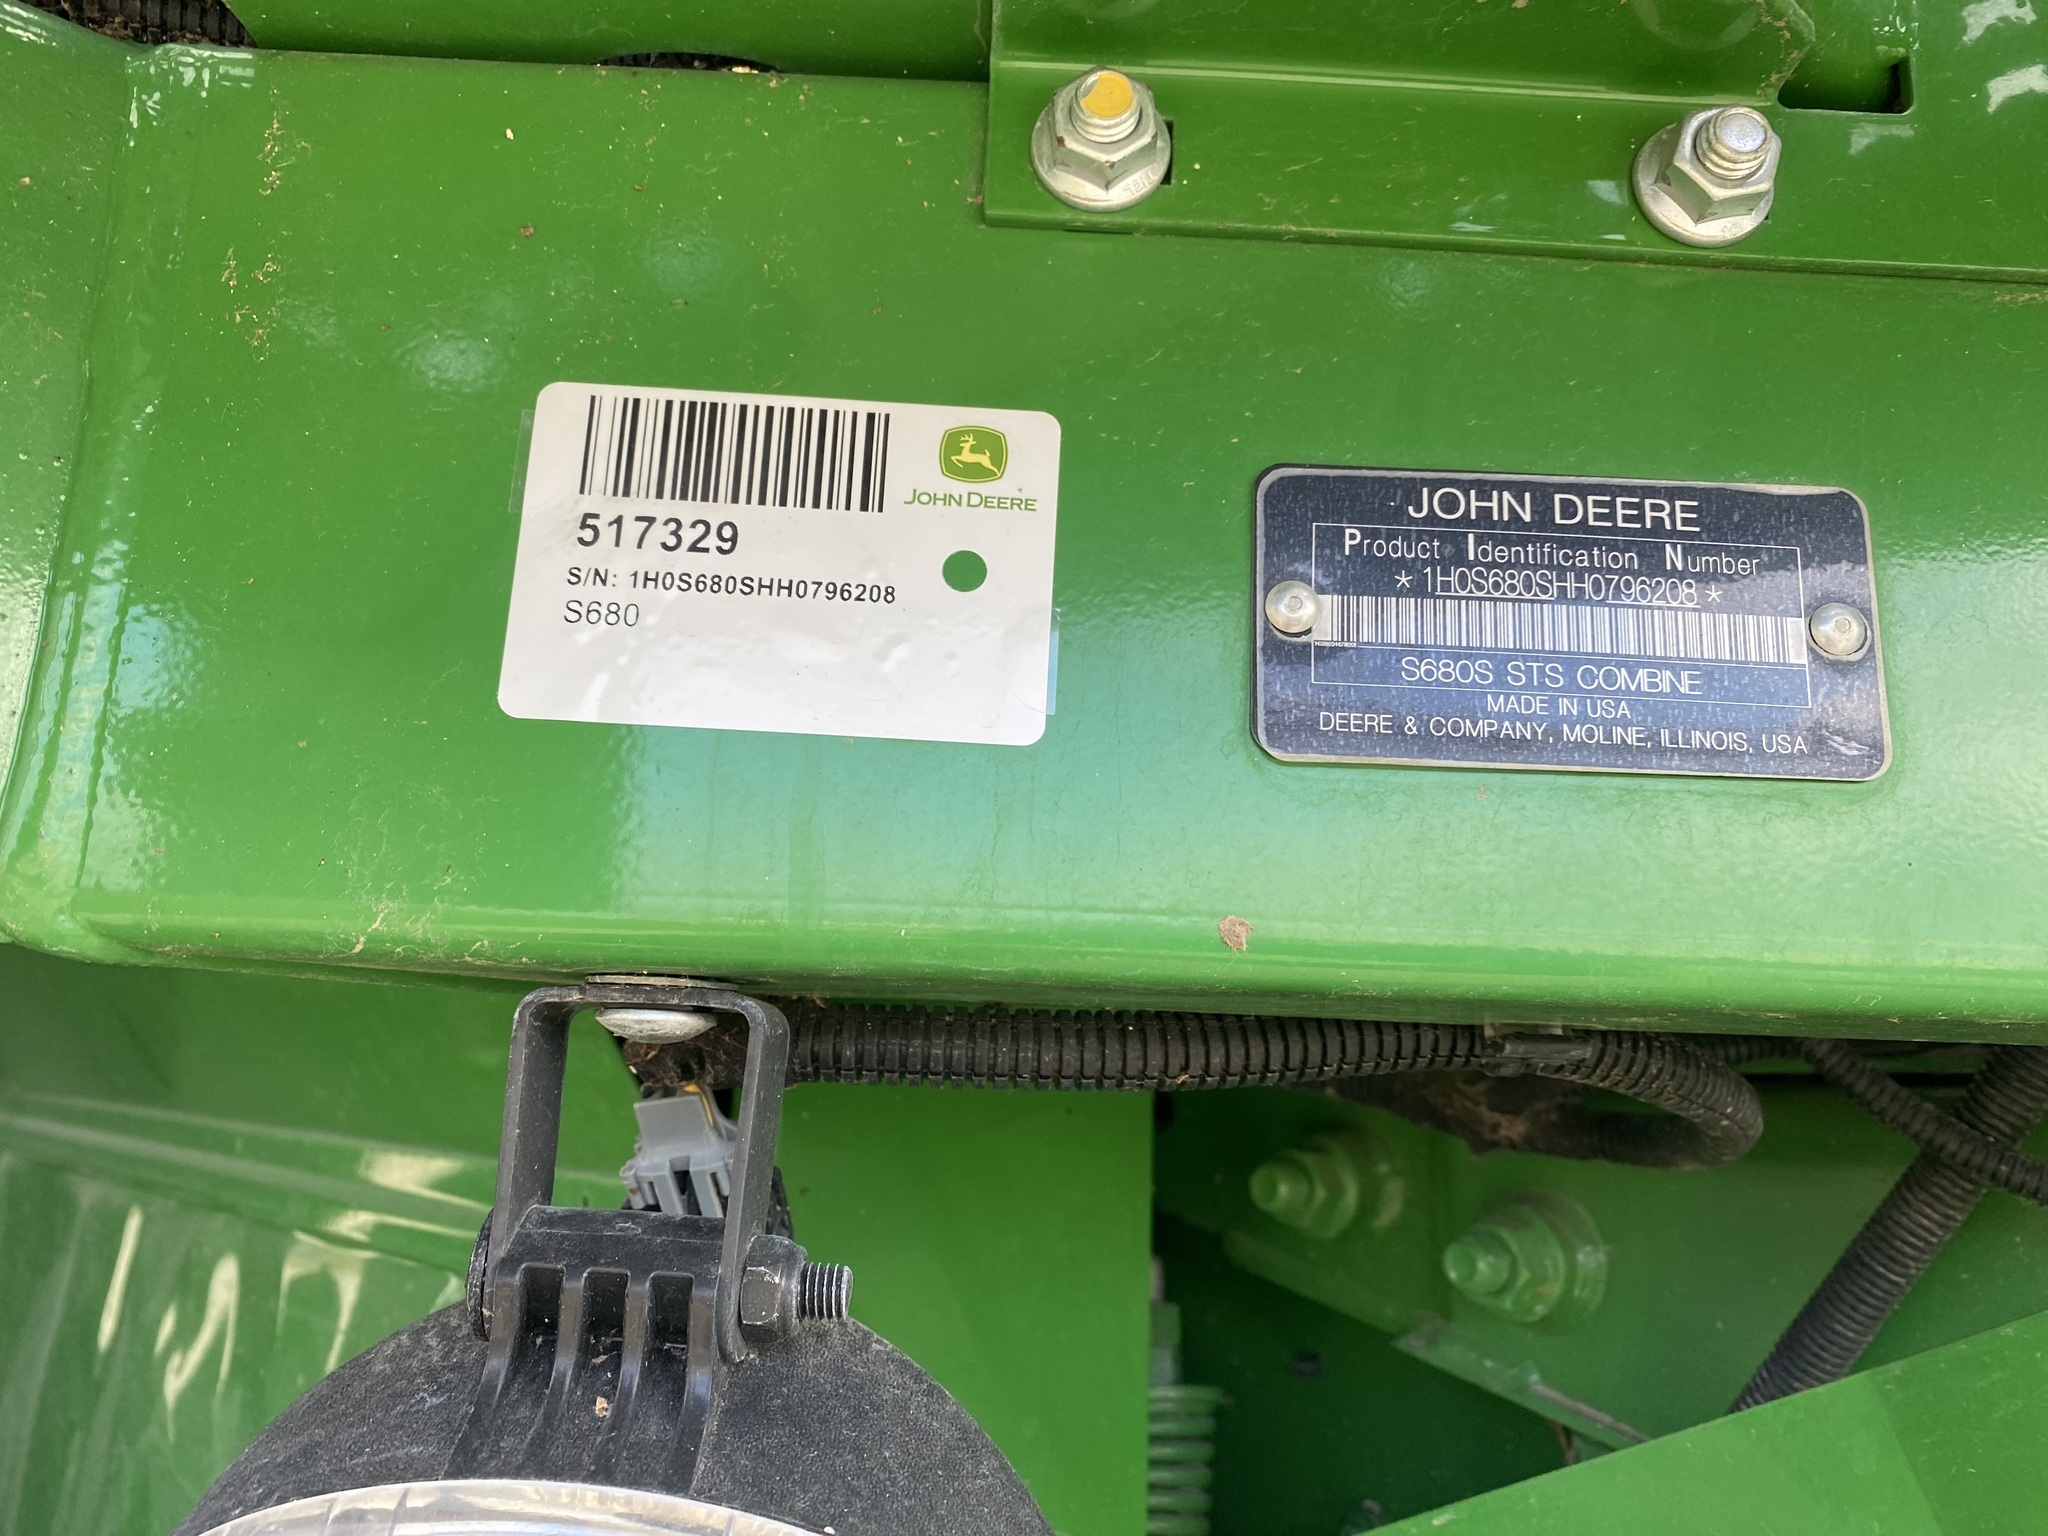 517329
S/N: 1H0S680SHH0796208
S680
JOHN DEERE
JOHN DEERE
Product Identification Number
* 1H0S680SHH0796208 *
S680S STS COMBINE
MADE IN USA
DEERE & COMPANY, MOLINE, ILLINOIS, USA